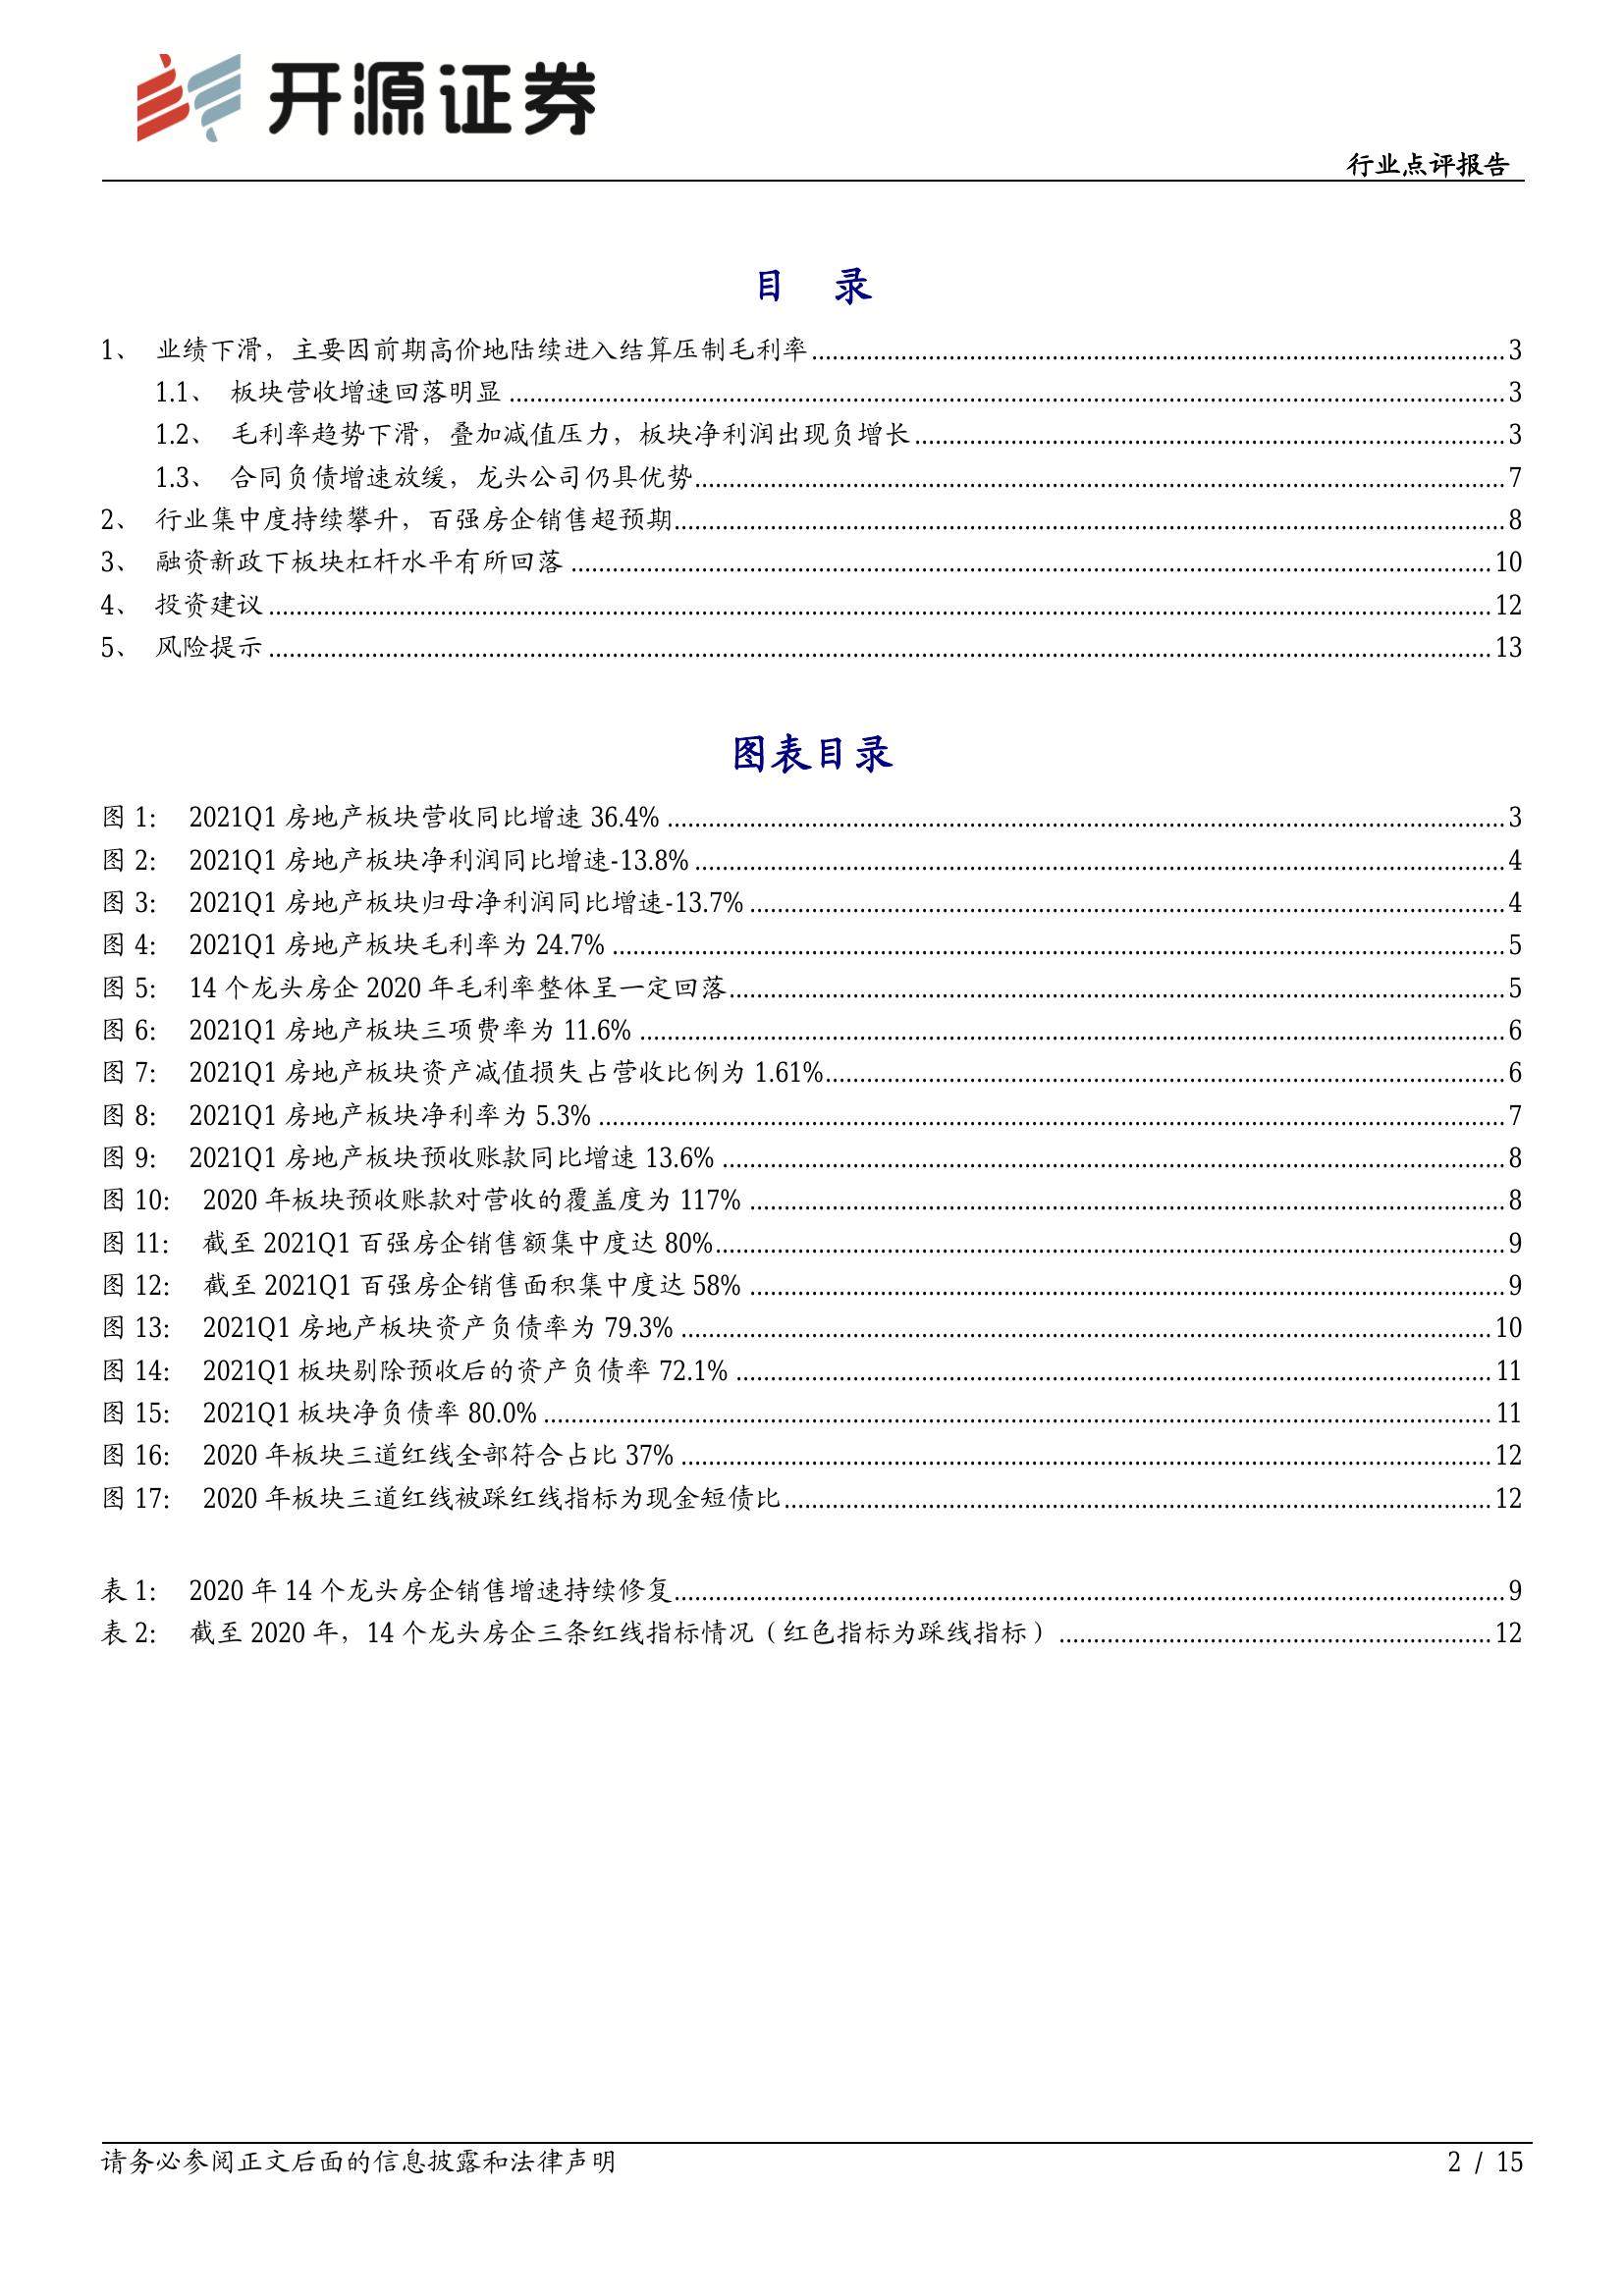 开源证券
行业点评报告
目 录
1、 业绩下滑，主要因前期高价地陆续进入结算压制毛利率 3
1.1、 板块营收增速回落明显 3
1.2、 毛利率趋势下滑，叠加减值压力，板块净利润出现负增长 3
1.3、 合同负债增速放缓，龙头公司仍具优势 7
2、 行业集中度持续攀升，百强房企销售超预期 8
3、 融资新政下板块杠杆水平有所回落 10
4、 投资建议 12
5、 风险提示 13
图表目录
图 1： 2021Q1 房地产板块营收同比增速 36.4% 3
图 2： 2021Q1 房地产板块净利润同比增速-13.8% 4
图 3： 2021Q1 房地产板块归母净利润同比增速-13.7% 4
图 4： 2021Q1 房地产板块毛利率为 24.7% 5
图 5： 14 个龙头房企 2020 年毛利率整体呈一定回落 5
图 6： 2021Q1 房地产板块三项费率为 11.6% 6
图 7： 2021Q1 房地产板块资产减值损失占营收比例为 1.61% 6
图 8： 2021Q1 房地产板块净利率为 5.3% 7
图 9： 2021Q1 房地产板块预收账款同比增速 13.6% 8
图 10： 2020 年板块预收账款对营收的覆盖度为 117% 8
图 11： 截至 2021Q1 百强房企销售额集中度达 80% 9
图 12： 截至 2021Q1 百强房企销售面积集中度达 58% 9
图 13： 2021Q1 房地产板块资产负债率为 79.3% 10
图 14： 2021Q1 板块剔除预收后的资产负债率 72.1% 11
图 15： 2021Q1 板块净负债率 80.0% 11
图 16： 2020 年板块三道红线全部符合占比 37% 12
图 17： 2020 年板块三道红线被踩红线指标为现金短债比 12
表 1： 2020 年 14 个龙头房企销售增速持续修复 9
表 2： 截至 2020 年，14 个龙头房企三条红线指标情况（红色指标为踩线指标） 12
请务必参阅正文后面的信息披露和法律声明 2 / 15